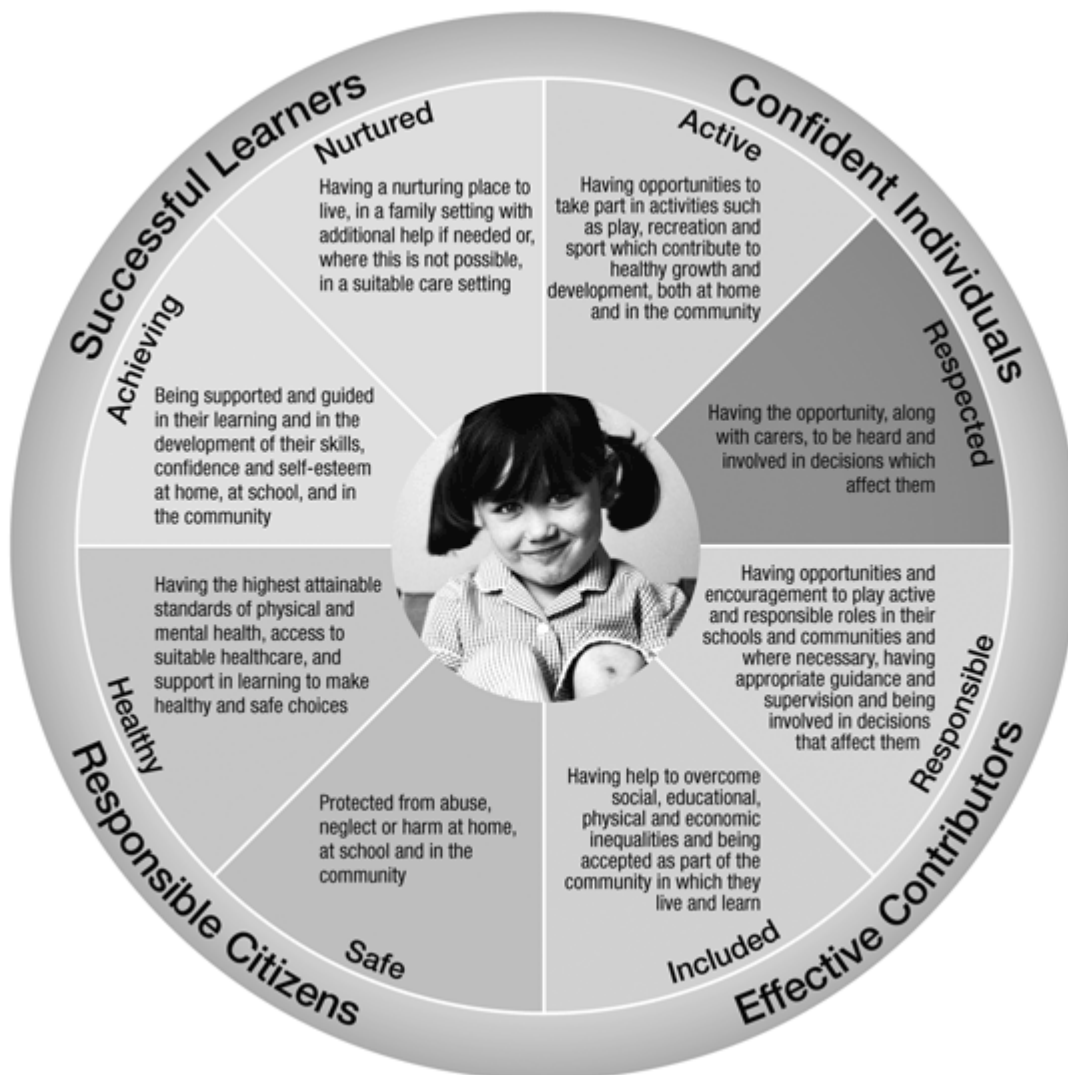 Successful Learners
Confident Individuals
Nurtured
Having a nurturing place to
live, in a family setting with
additional help if needed or,
where this is not possible,
in a suitable care setting
Active
Having opportunities to
take part in activities such
as play, recreation and
sport which contribute to
healthy growth and
development, both at home
and in the community
Achieving
Being supported and guided
in their learning and in the
development of their skills,
confidence and self-esteem
at home, at school, and in
the community
Respected
Having the opportunity, along
with carers, to be heard and
involved in decisions which
affect them
Healthy
Having the highest attainable
standards of physical and
mental health, access to
suitable healthcare, and
support in learning to make
healthy and safe choices
Responsible
Having opportunities and
encouragement to play active
and responsible roles in their
schools and communities and
where necessary, having
appropriate guidance and
supervision and being
involved in decisions
that affect them
Protected from abuse,
neglect or harm at home,
at school and in the
community
Safe
Having help to overcome
social, educational,
physical and economic
inequalities and being
accepted as part of the
community in which they
live and learn
Included
Responsible Citizens
Effective Contributors